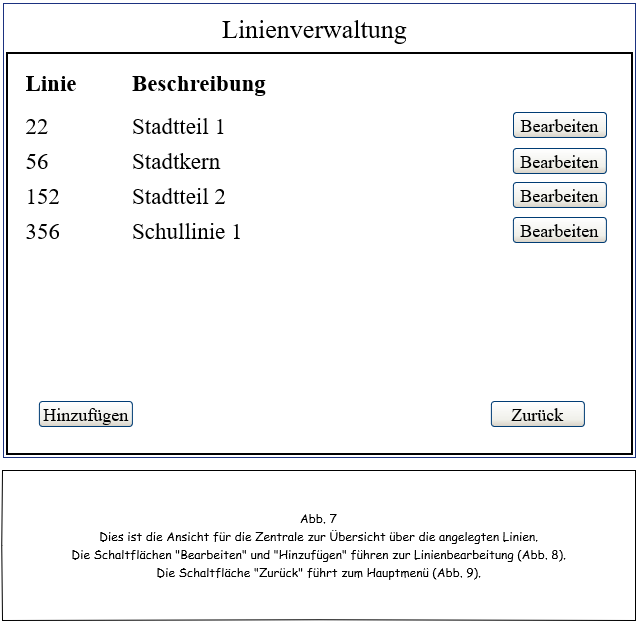 Linienverwaltung
Linie Beschreibung
22 Stadtteil 1 Bearbeiten
56 Stadtkern Bearbeiten
152 Stadtteil 2 Bearbeiten
356 Schullinie 1 Bearbeiten
Hinzufügen Zurück
Abb. 7
Dies ist die Ansicht für die Zentrale zur Übersicht über die angelegten Linien.
Die Schaltflächen "Bearbeiten" und "Hinzufügen" führen zur Linienbearbeitung (Abb. 8).
Die Schaltfläche "Zurück" führt zum Hauptmenü (Abb. 9).